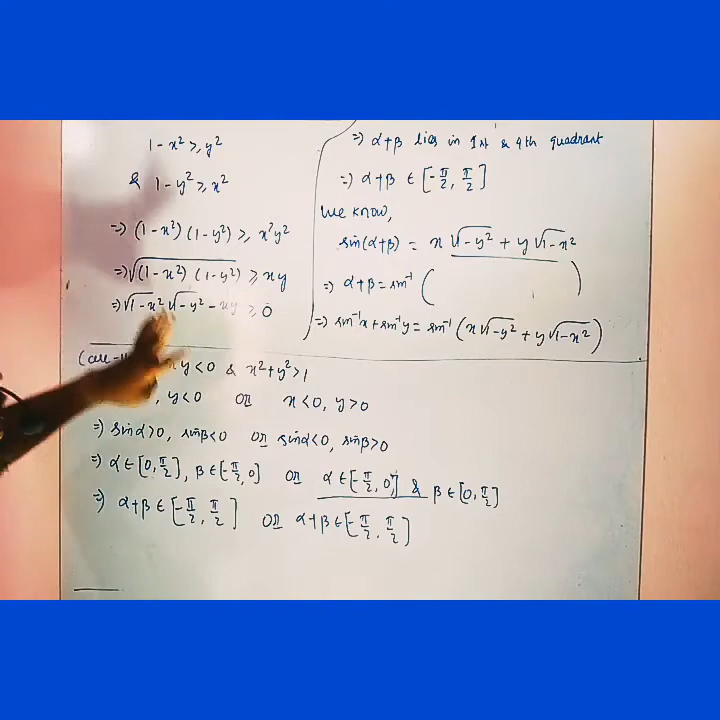 1 - x² ⩾ y²
& 1 - y² ⩾ x²
⇒ (1 - x²) (1 - y²) ⩾ x²y²
⇒ √(1 - x²) (1 - y²) ⩾ xy
⇒ √1 - x² √1 - y² - xy ⩾ 0
⇒ α+β lies in 1st & 4th quadrant
⇒ α+β ∈ [-π/2, π/2]
We know,
sin(α+β) = x √1-y² + y √1-x²
⇒ α+β = sin⁻¹ ( )
⇒ sin⁻¹x + sin⁻¹y = sin⁻¹ (x√1-y² + y√1-x²)
xy < 0 & x² + y² > 1
, y < 0 or x < 0, y > 0
⇒ sinα > 0, sinβ < 0 or sinα < 0, sinβ > 0
⇒ α ∈ [0, π/2], β ∈ [-π/2, 0] or α ∈ [-π/2, 0] & β ∈ [0, π/2]
⇒ α+β ∈ [-π/2, π/2] or α+β ∈ [-π/2, π/2]